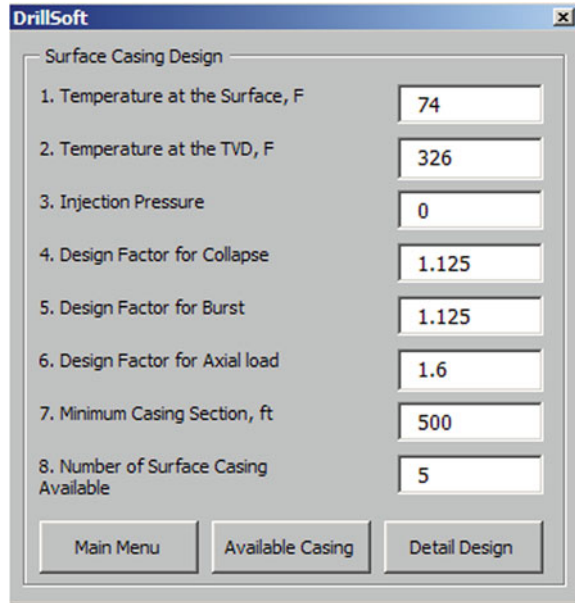 DrillSoft
Surface Casing Design
1. Temperature at the Surface, F
74
2. Temperature at the TVD, F
326
3. Injection Pressure
0
4. Design Factor for Collapse
1.125
5. Design Factor for Burst
1.125
6. Design Factor for Axial load
1.6
7. Minimum Casing Section, ft
500
8. Number of Surface Casing
Available
5
Main Menu
Available Casing
Detail Design